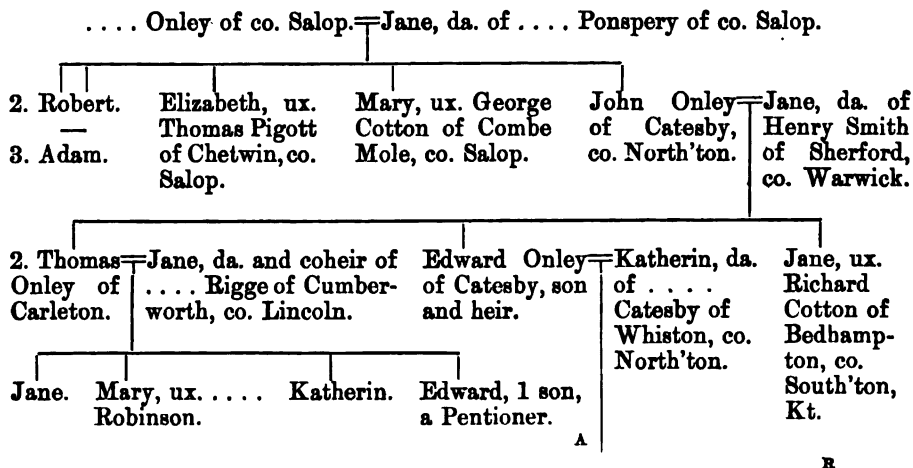 .... Onley of co. Salop.=Jane, da. of .... Ponspery of co. Salop.
2. Robert.
—
3. Adam.
Elizabeth, ux.
Thomas Pigott
of Chetwin, co.
Salop.
Mary, ux. George
Cotton of Combe
Mole, co. Salop.
John Onley=
of Catesby,
co. North'ton.
Jane, da. of
Henry Smith
of Sherford,
co. Warwick.
2. Thomas=
Onley of
Carleton.
Jane, da. and coheir of
.... Rigge of Cumber-
worth, co. Lincoln.
Edward Onley=
of Catesby, son
and heir.
Katherin, da.
of ....
Catesby of
Whiston, co.
North'ton.
Jane, ux.
Richard
Cotton of
Bedhamp-
ton, co.
South'ton,
Kt.
Jane.
Mary, ux. .....
Robinson.
Katherin.
Edward, 1 son,
a Pentioner.
A